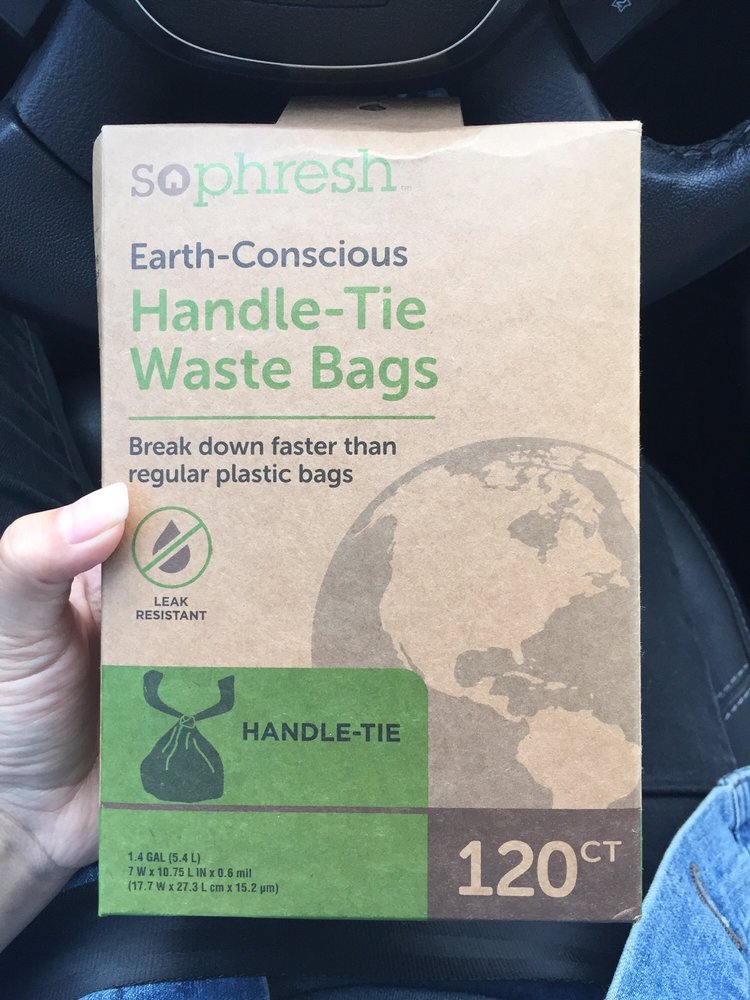 sophresh™
Earth-Conscious
Handle-Tie
Waste Bags
Break down faster than
regular plastic bags
LEAK
RESISTANT
HANDLE-TIE
1.4 GAL (5.4 L)
7 W x 10.75 L IN x 0.6 mil
(17.7 W x 27.3 L cm x 15.2 µm)
120CT